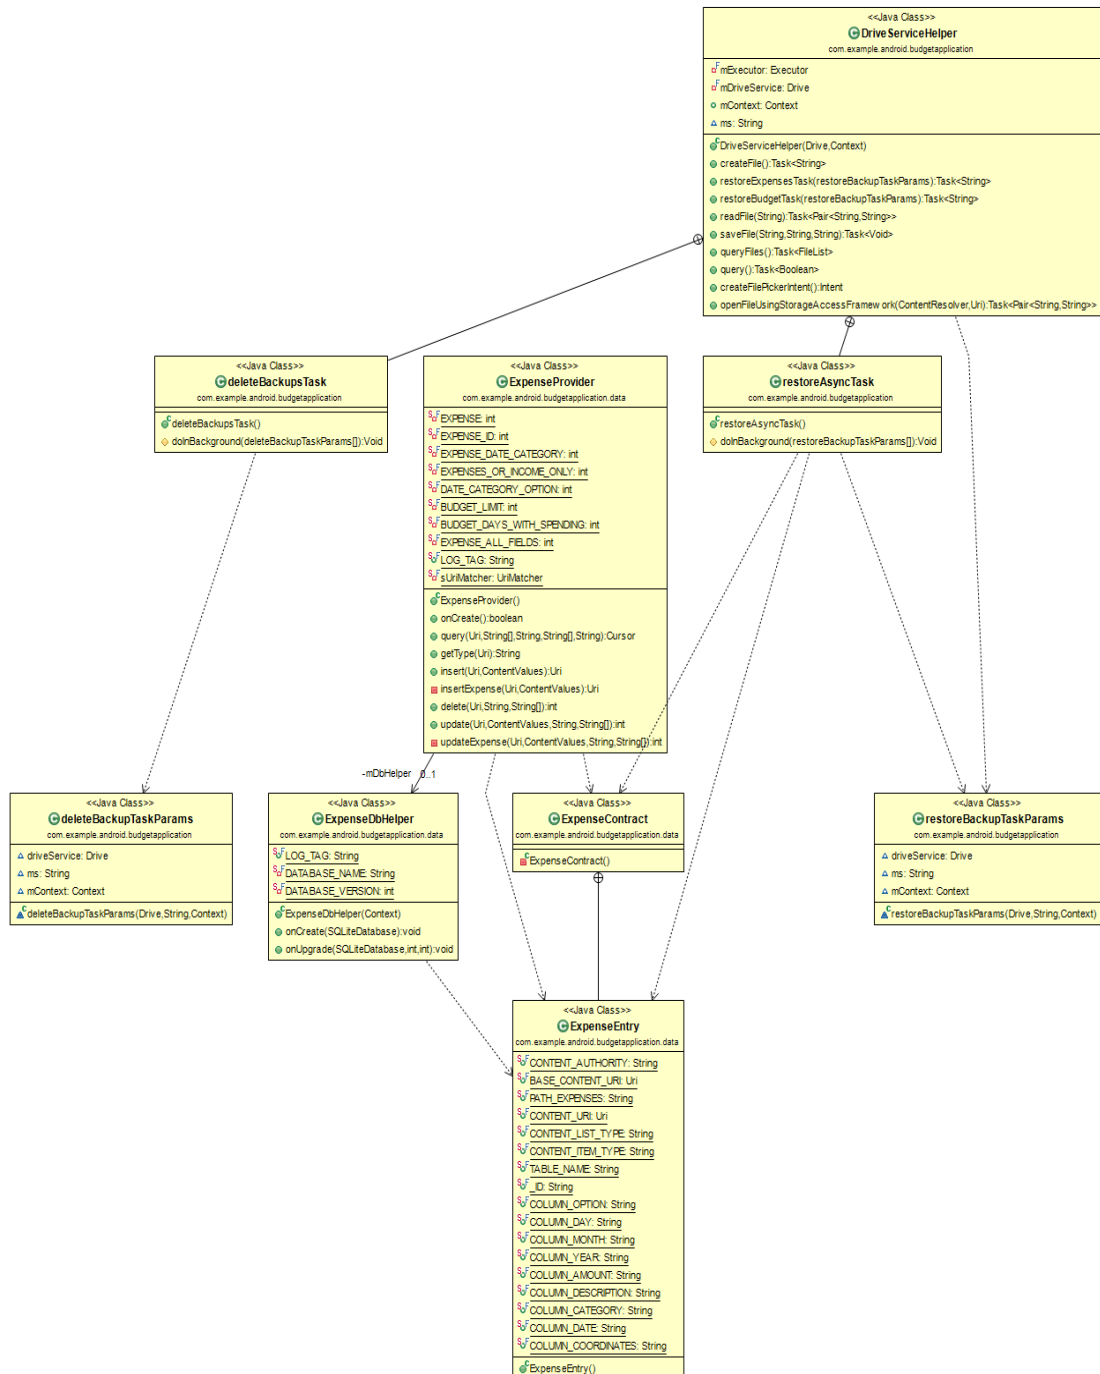 <<Java Class>>
DriveServiceHelper
com.example.android.budgetapplication
mExecutor: Executor
mDriveService: Drive
mContext: Context
ms: String
DriveServiceHelper(Drive,Context)
createFile():Task<String>
restoreExpensesTask(restoreBackupTaskParams):Task<String>
restoreBudgetTask(restoreBackupTaskParams):Task<String>
readFile(String):Task<Pair<String,String>>
saveFile(String,String,String):Task<Void>
queryFiles():Task<FileList>
query():Task<Boolean>
createFilePickerIntent():Intent
openFileUsingStorageAccessFramework(ContentResolver,Uri):Task<Pair<String,String>>
<<Java Class>>
deleteBackupsTask
com.example.android.budgetapplication
deleteBackupsTask()
doInBackground(deleteBackupTaskParams[]):Void
<<Java Class>>
ExpenseProvider
com.example.android.budgetapplication.data
EXPENSE: int
EXPENSE_ID: int
EXPENSE_DATE_CATEGORY: int
EXPENSES_OR_INCOME_ONLY: int
DATE_CATEGORY_OPTION: int
BUDGET_LIMIT: int
BUDGET_DAYS_WITH_SPENDING: int
EXPENSE_ALL_FIELDS: int
LOG_TAG: String
sUriMatcher: UriMatcher
ExpenseProvider()
onCreate():boolean
query(Uri,String[],String,String[],String):Cursor
getType(Uri):String
insert(Uri,ContentValues):Uri
insertExpense(Uri,ContentValues):Uri
delete(Uri,String,String[]):int
update(Uri,ContentValues,String,String[]):int
updateExpense(Uri,ContentValues,String,String[]):int
<<Java Class>>
restoreAsyncTask
com.example.android.budgetapplication
restoreAsyncTask()
doInBackground(restoreBackupTaskParams[]):Void
-mDbHelper 0..1
<<Java Class>>
deleteBackupTaskParams
com.example.android.budgetapplication
driveService: Drive
ms: String
mContext: Context
deleteBackupTaskParams(Drive,String,Context)
<<Java Class>>
ExpenseDbHelper
com.example.android.budgetapplication.data
LOG_TAG: String
DATABASE_NAME: String
DATABASE_VERSION: int
ExpenseDbHelper(Context)
onCreate(SQLiteDatabase):void
onUpgrade(SQLiteDatabase,int,int):void
<<Java Class>>
ExpenseContract
com.example.android.budgetapplication.data
ExpenseContract()
<<Java Class>>
restoreBackupTaskParams
com.example.android.budgetapplication
driveService: Drive
ms: String
mContext: Context
restoreBackupTaskParams(Drive,String,Context)
<<Java Class>>
ExpenseEntry
com.example.android.budgetapplication.data
CONTENT_AUTHORITY: String
BASE_CONTENT_URI: Uri
PATH_EXPENSES: String
CONTENT_URI: Uri
CONTENT_LIST_TYPE: String
CONTENT_ITEM_TYPE: String
TABLE_NAME: String
_ID: String
COLUMN_OPTION: String
COLUMN_DAY: String
COLUMN_MONTH: String
COLUMN_YEAR: String
COLUMN_AMOUNT: String
COLUMN_DESCRIPTION: String
COLUMN_CATEGORY: String
COLUMN_DATE: String
COLUMN_COORDINATES: String
ExpenseEntry()